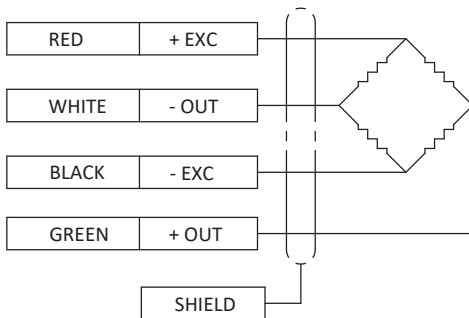 RED + EXC
WHITE - OUT
BLACK - EXC
GREEN + OUT
SHIELD